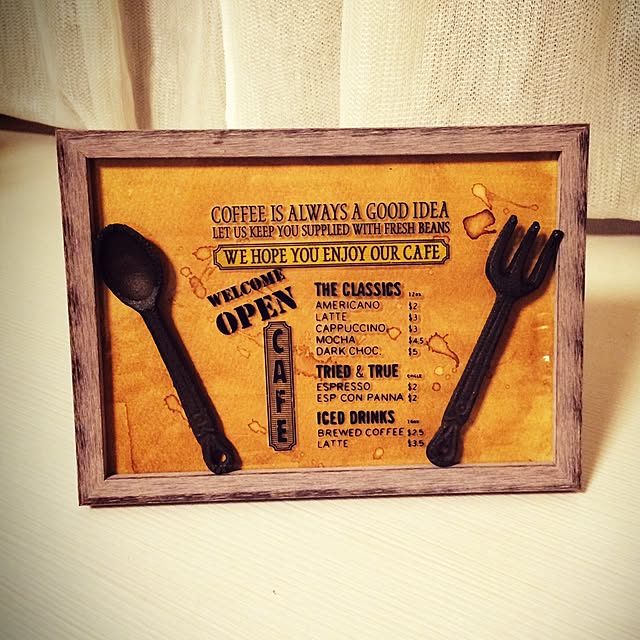 COFFEE IS ALWAYS A GOOD IDEA
LET US KEEP YOU SUPPLIED WITH FRESH BEANS
WE HOPE YOU ENJOY OUR CAFE
WELCOME
OPEN
CAFE
THE CLASSICS 12oz
AMERICANO $2
LATTE $3
CAPPUCCINO $3
MOCHA $4.5
DARK CHOC. $5
TRIED & TRUE
ESPRESSO $2
ESP CON PANNA $2
ICED DRINKS
BREWED COFFEE $2.5
LATTE $3.5